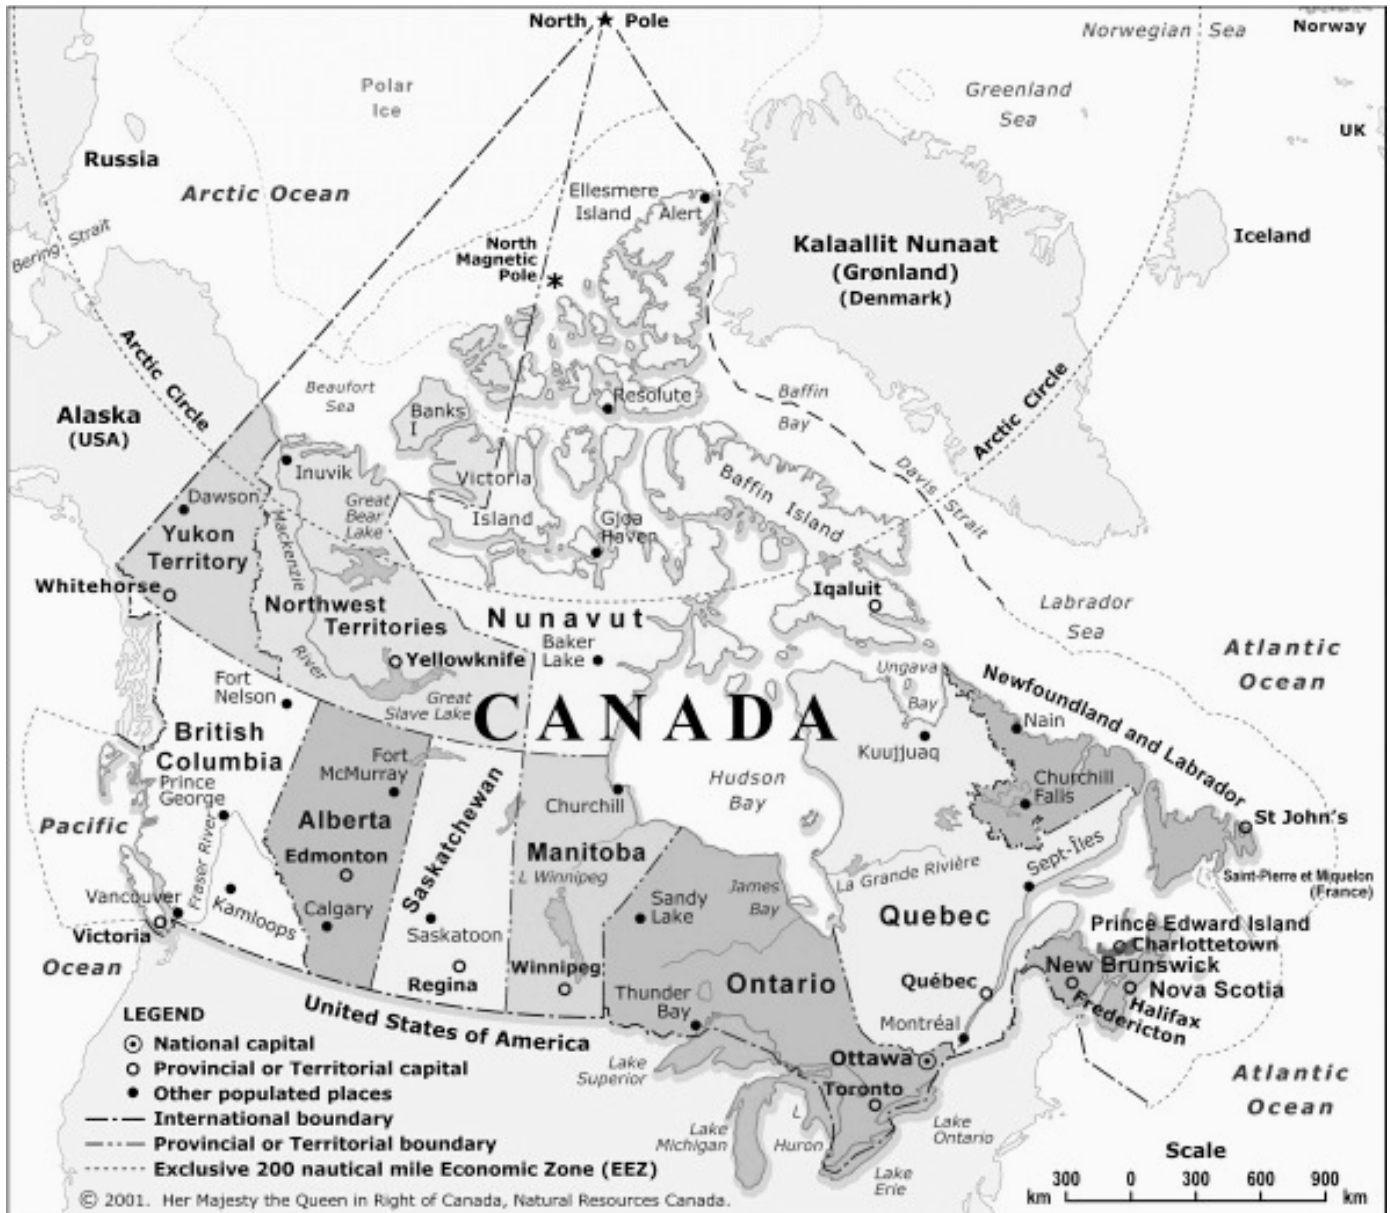 North Pole
Norwegian Sea
Norway
Polar
Ice
Greenland
Sea
UK
Russia
Arctic Ocean
Ellesmere
Island
Alert
Bering Strait
North
Magnetic
Pole
Kalaallit Nunaat
(Grønland)
(Denmark)
Iceland
Arctic Circle
Beaufort
Sea
Resolute
Baffin
Bay
Arctic Circle
Alaska
(USA)
Banks
I
Inuvik
Victoria
Island
Baffin Island
Davis Strait
Dawson
Great
Bear
Lake
Gjoa
Haven
Mackenzie
River
Yukon
Territory
Whitehorse
Northwest
Territories
Nunavut
Iqaluit
Labrador
Sea
Baker
Lake
Yellowknife
Atlantic
Ocean
Fort
Nelson
Great
Slave Lake
Ungava
Bay
Newfoundland and Labrador
CANADA
Nain
British
Columbia
Fort
McMurray
Kuujjuaq
Prince
George
Hudson
Bay
Churchill
Churchill
Falls
Pacific
Ocean
Alberta
Saskatchewan
St John's
Fraser River
Edmonton
Manitoba
Sept-Îles
L Winnipeg
La Grande Rivière
Saint-Pierre et Miquelon
(France)
Vancouver
Kamloops
Calgary
Sandy
Lake
James
Bay
Quebec
Victoria
Saskatoon
Prince Edward Island
Charlottetown
Regina
Winnipeg
New Brunswick
Ontario
Québec
Nova Scotia
Thunder
Bay
Halifax
Fredericton
United States of America
Montréal
Lake
Superior
Ottawa
Toronto
Atlantic
Ocean
Lake
Michigan
L
Huron
Lake
Ontario
Lake
Erie
LEGEND
National capital
Provincial or Territorial capital
Other populated places
International boundary
Provincial or Territorial boundary
Exclusive 200 nautical mile Economic Zone (EEZ)
Scale
300 0 300 600 900
km km
© 2001. Her Majesty the Queen in Right of Canada, Natural Resources Canada.